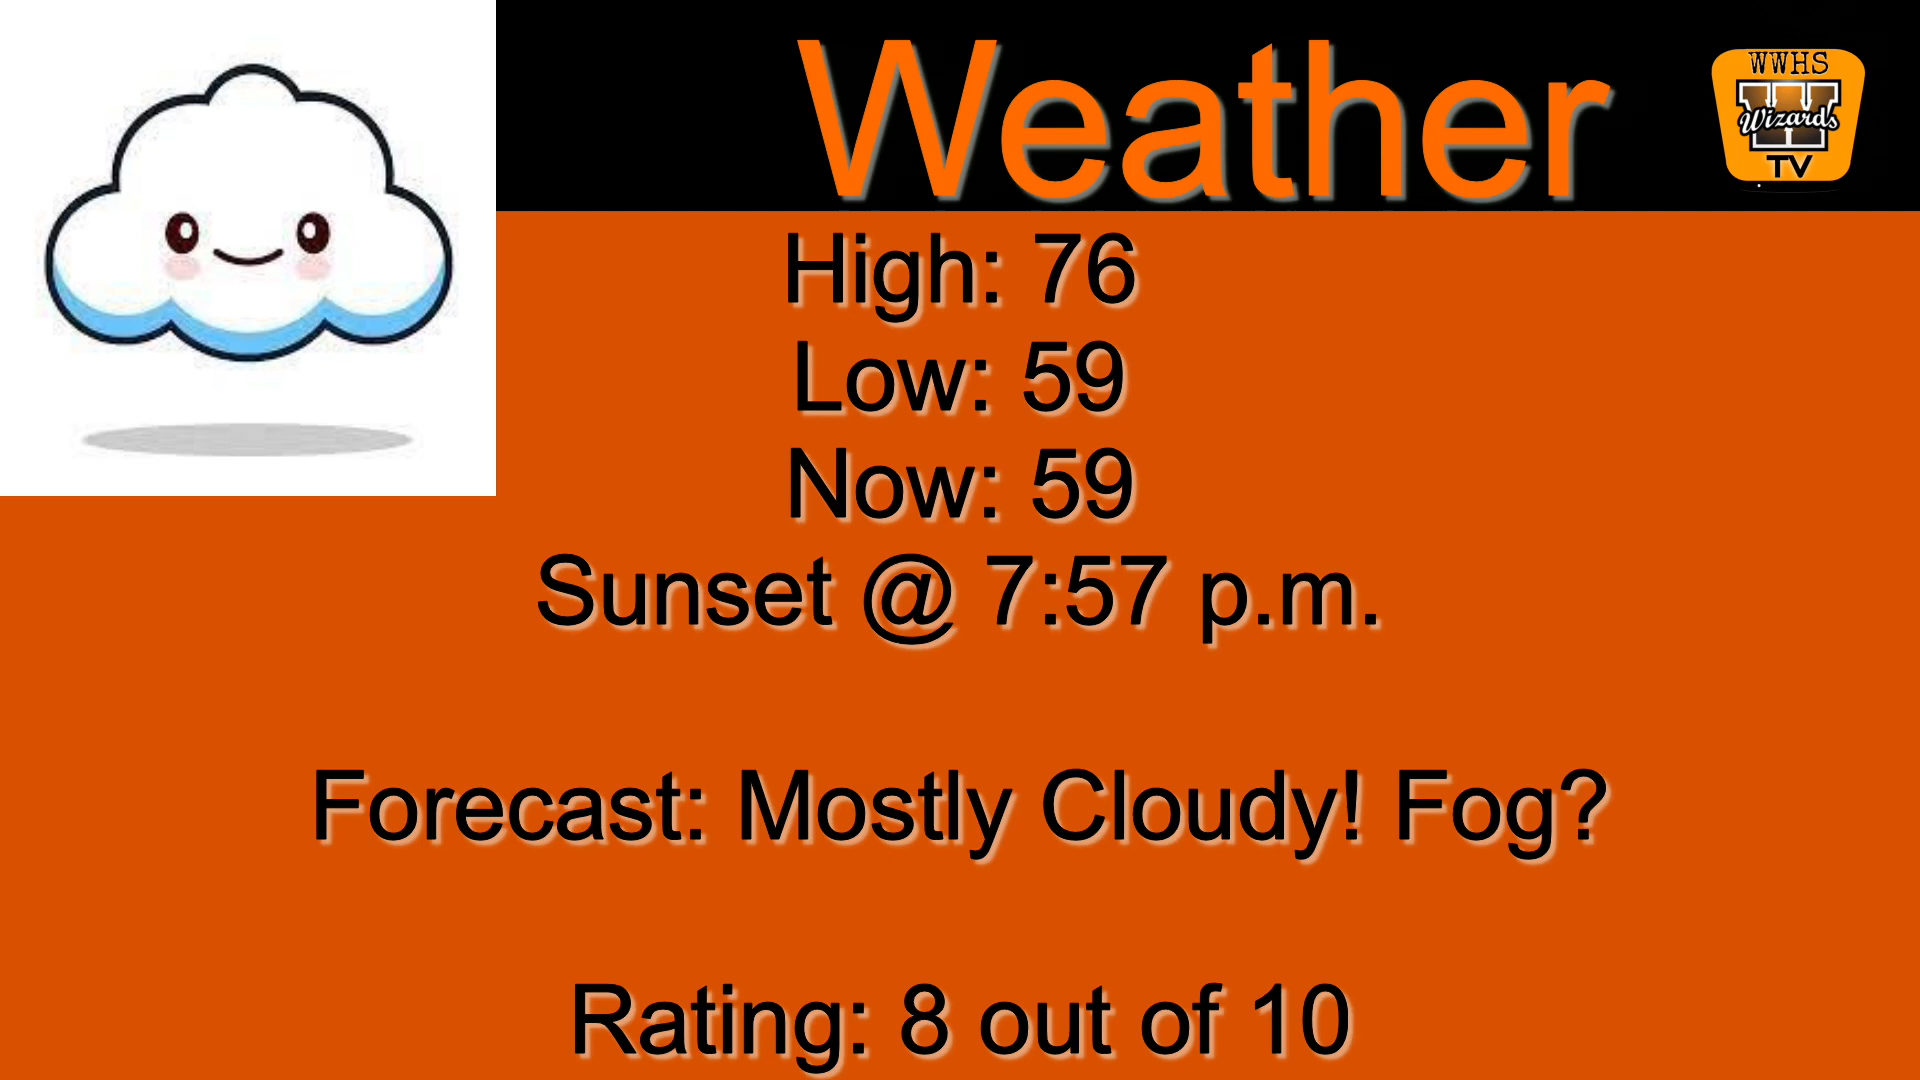 Weather
WWHS
W
Wizards
TV
High: 76
Low: 59
Now: 59
Sunset @ 7:57 p.m.
Forecast: Mostly Cloudy! Fog?
Rating: 8 out of 10